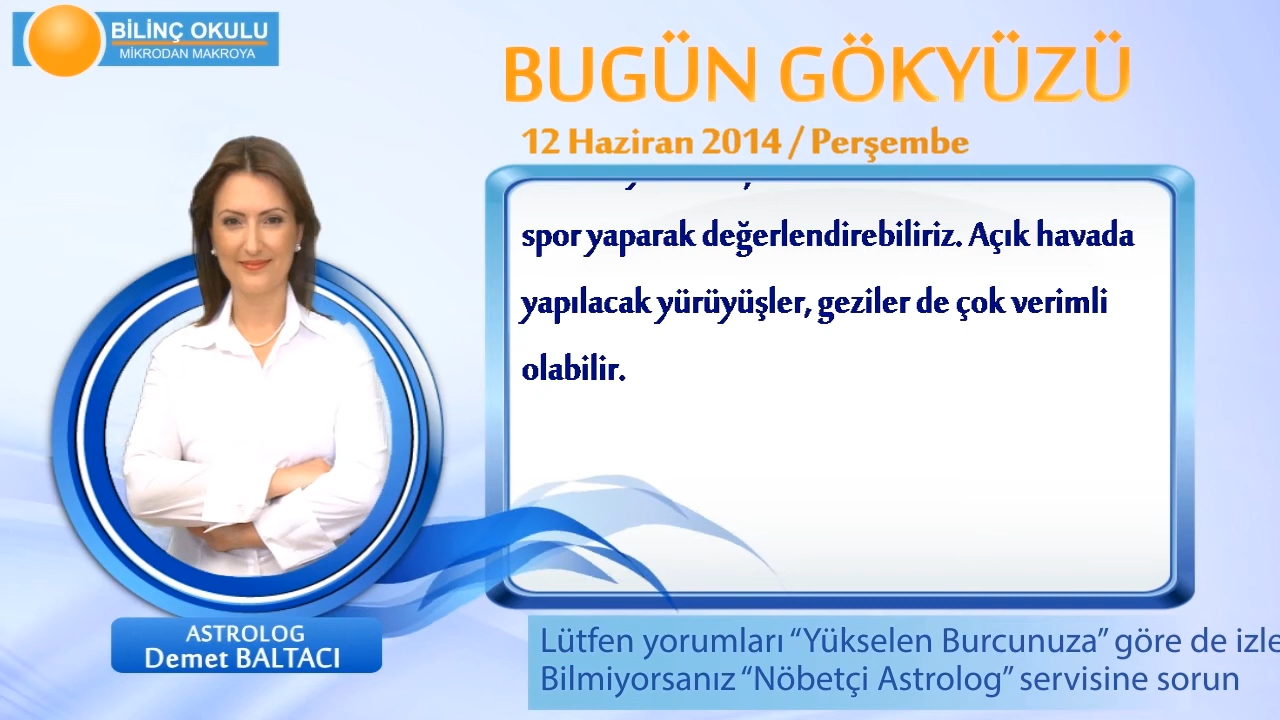 BİLİNÇ OKULU
MİKRODAN MAKROYA
BUGÜN GÖKYÜZÜ
12 Haziran 2014 / Perşembe
spor yaparak değerlendirebiliriz. Açık havada
yapılacak yürüyüşler, geziler de çok verimli
olabilir.
ASTROLOG
Demet BALTACI
Lütfen yorumları “Yükselen Burcunuza” göre de
Bilmiyorsanız “Nöbetçi Astrolog” servisine sorun